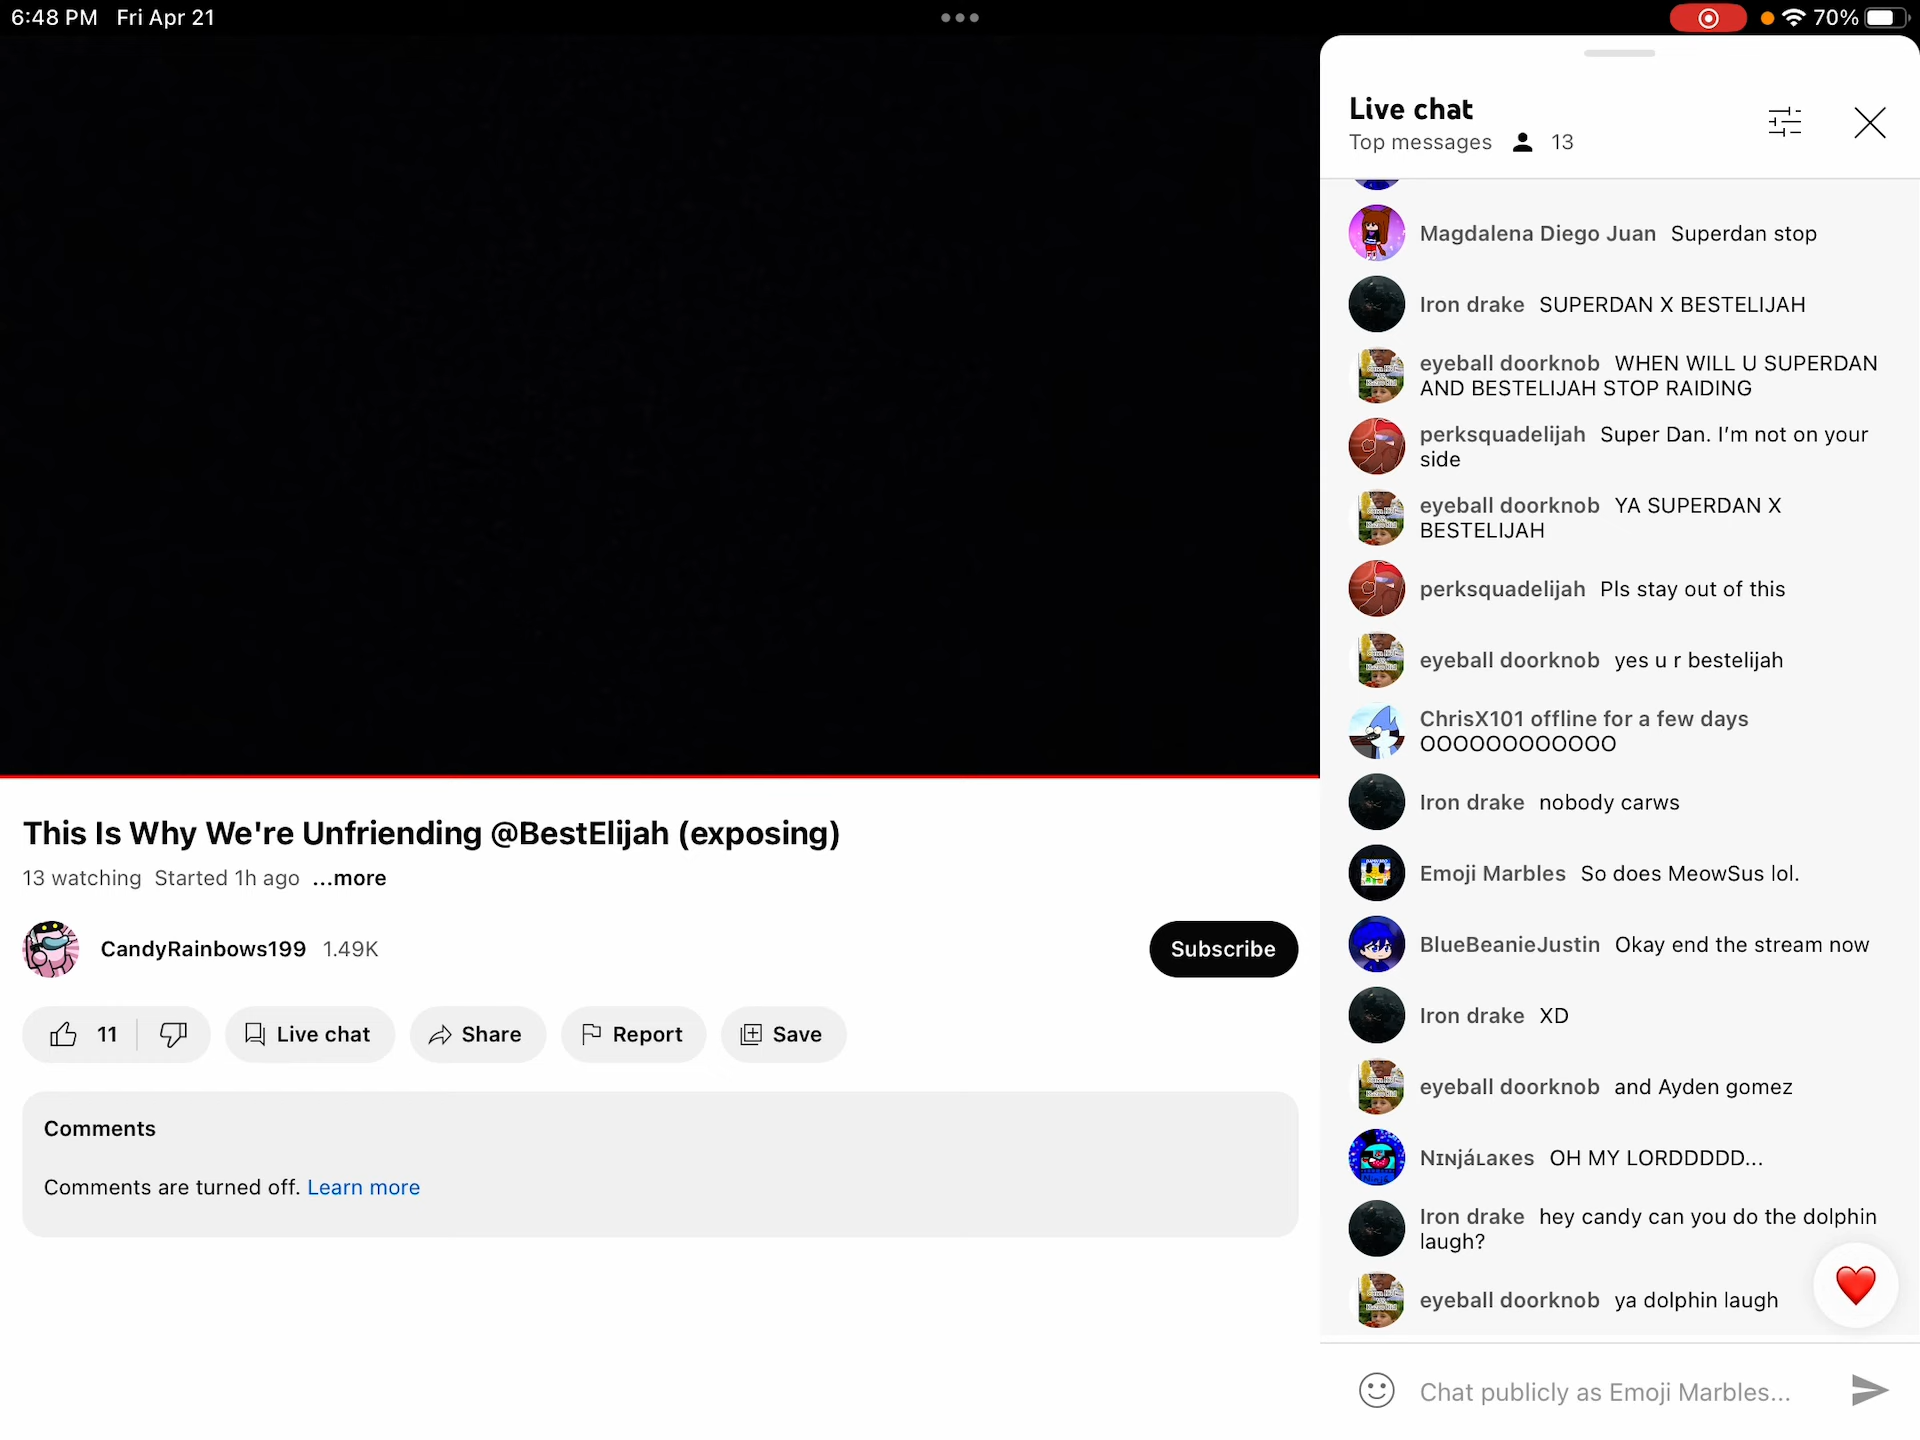 6:48 PM Fri Apr 21
70%
This Is Why We're Unfriending @BestElijah (exposing)
13 watching Started 1h ago ...more
CandyRainbows199 1.49K
Subscribe
11
Live chat
Share
Report
Save
Comments
Comments are turned off. Learn more
Live chat
Top messages 13
Magdalena Diego Juan Superdan stop
Iron drake SUPERDAN X BESTELIJAH
eyeball doorknob WHEN WILL U SUPERDAN
AND BESTELIJAH STOP RAIDING
perksquadelijah Super Dan. I'm not on your
side
eyeball doorknob YA SUPERDAN X
BESTELIJAH
perksquadelijah Pls stay out of this
eyeball doorknob yes u r bestelijah
ChrisX101 offline for a few days
OOOOOOOOOOOO
Iron drake nobody carws
Emoji Marbles So does MeowSus lol.
BlueBeanieJustin Okay end the stream now
Iron drake XD
eyeball doorknob and Ayden gomez
NɪɴjáLᴀᴋᴇs OH MY LORDDDDD...
Iron drake hey candy can you do the dolphin
laugh?
eyeball doorknob ya dolphin laugh
Chat publicly as Emoji Marbles...